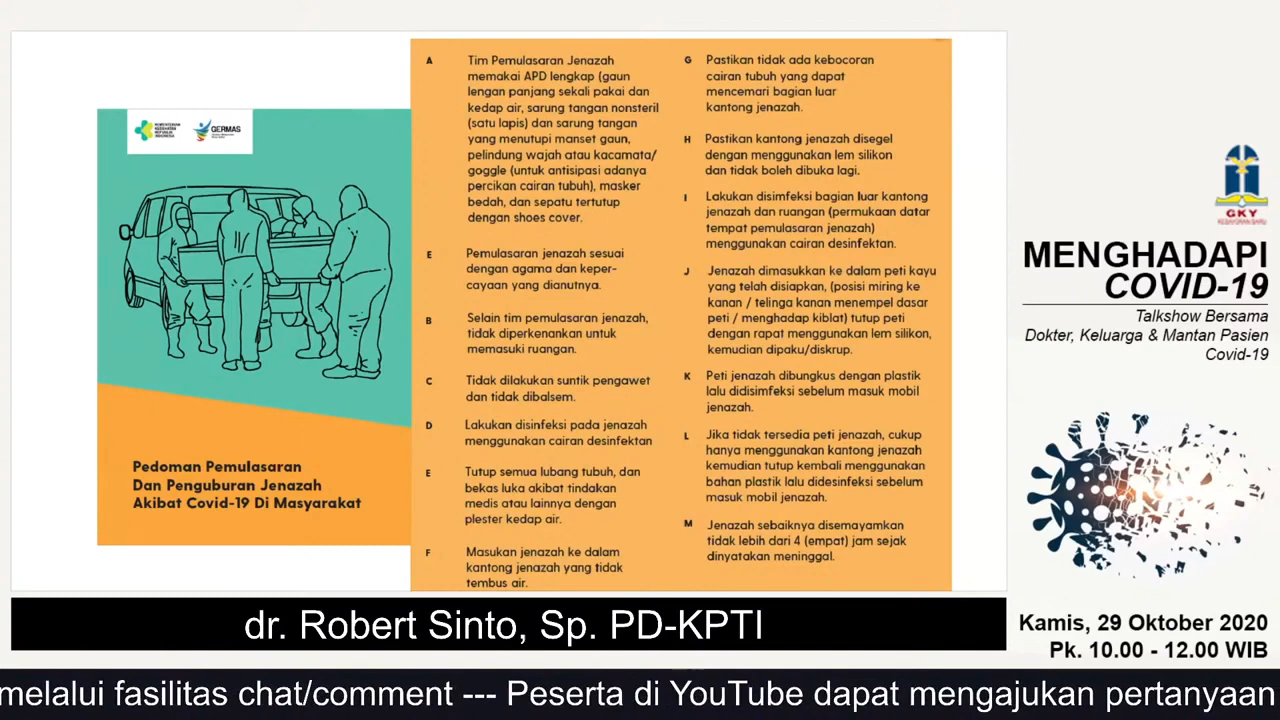 KEMENTERIAN
KESEHATAN
REPUBLIK
INDONESIA
GERMAS
Pedoman Pemulasaran
Dan Penguburan Jenazah
Akibat Covid-19 Di Masyarakat
A Tim Pemulasaran Jenazah
memakai APD lengkap (gaun
lengan panjang sekali pakai dan
kedap air, sarung tangan nonsteril
(satu lapis) dan sarung tangan
yang menutupi manset gaun,
pelindung wajah atau kacamata/
goggle (untuk antisipasi adanya
percikan cairan tubuh), masker
bedah, dan sepatu tertutup
dengan shoes cover.
E Pemulasaran jenazah sesuai
dengan agama dan keper-
cayaan yang dianutnya.
B Selain tim pemulasaran jenazah,
tidak diperkenankan untuk
memasuki ruangan.
C Tidak dilakukan suntik pengawet
dan tidak dibalsem.
D Lakukan disinfeksi pada jenazah
menggunakan cairan desinfektan
E Tutup semua lubang tubuh, dan
bekas luka akibat tindakan
medis atau lainnya dengan
plester kedap air.
F Masukan jenazah ke dalam
kantong jenazah yang tidak
tembus air.
G Pastikan tidak ada kebocoran
cairan tubuh yang dapat
mencemari bagian luar
kantong jenazah.
H Pastikan kantong jenazah disegel
dengan menggunakan lem silikon
dan tidak boleh dibuka lagi.
I Lakukan disimfeksi bagian luar kantong
jenazah dan ruangan (permukaan datar
tempat pemulasaran jenazah)
menggunakan cairan desinfektan.
J Jenazah dimasukkan ke dalam peti kayu
yang telah disiapkan, (posisi miring ke
kanan / telinga kanan menempel dasar
peti / menghadap kiblat) tutup peti
dengan rapat menggunakan lem silikon,
kemudian dipaku/diskrup.
K Peti jenazah dibungkus dengan plastik
lalu didisimfeksi sebelum masuk mobil
jenazah.
L Jika tidak tersedia peti jenazah, cukup
hanya menggunakan kantong jenazah
kemudian tutup kembali menggunakan
bahan plastik lalu didesinfeksi sebelum
masuk mobil jenazah.
M Jenazah sebaiknya disemayamkan
tidak lebih dari 4 (empat) jam sejak
dinyatakan meninggal.
GKY
KEBAYORAN BARU
MENGHADAPI
COVID-19
Talkshow Bersama
Dokter, Keluarga & Mantan Pasien
Covid-19
Kamis, 29 Oktober 2020
Pk. 10.00 - 12.00 WIB
dr. Robert Sinto, Sp. PD-KPTI
melalui fasilitas chat/comment --- Peserta di YouTube dapat mengajukan pertanyaan